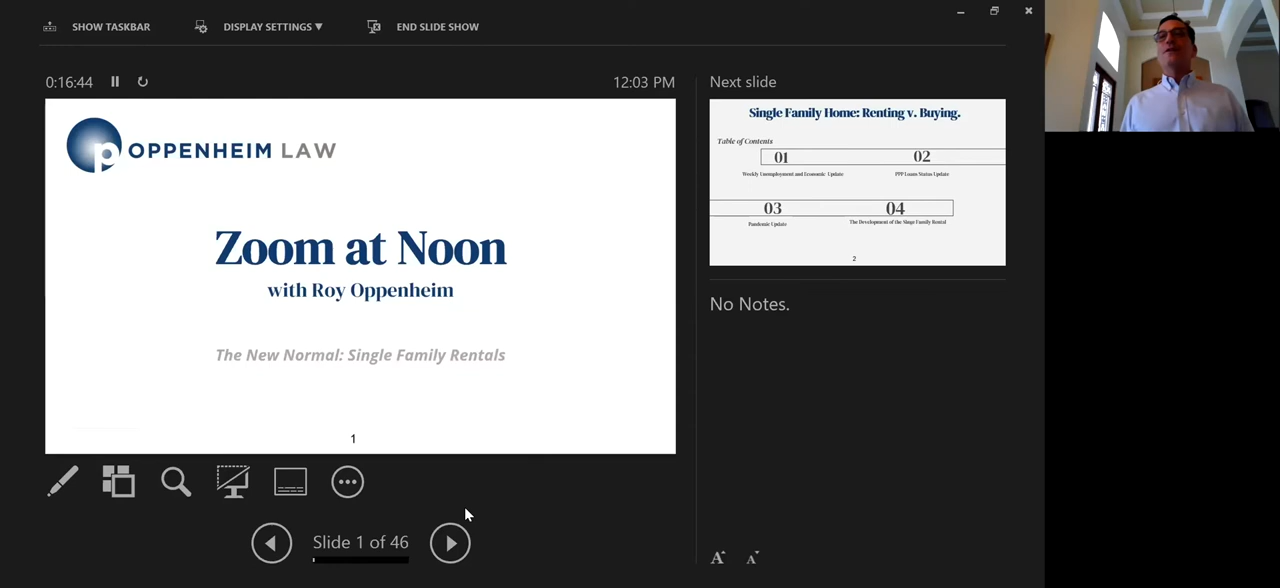 SHOW TASKBAR
DISPLAY SETTINGS ▼
END SLIDE SHOW
0:16:44
12:03 PM
Next slide
OPPENHEIM LAW
Zoom at Noon
with Roy Oppenheim
The New Normal: Single Family Rentals
1
Single Family Home: Renting v. Buying.
Table of Contents
01
02
Weekly Unemployment and Economic Update
PPP Loans Status Update
03
04
Pandemic Update
The Development of the Singe Family Rental
2
No Notes.
Slide 1 of 46
A A